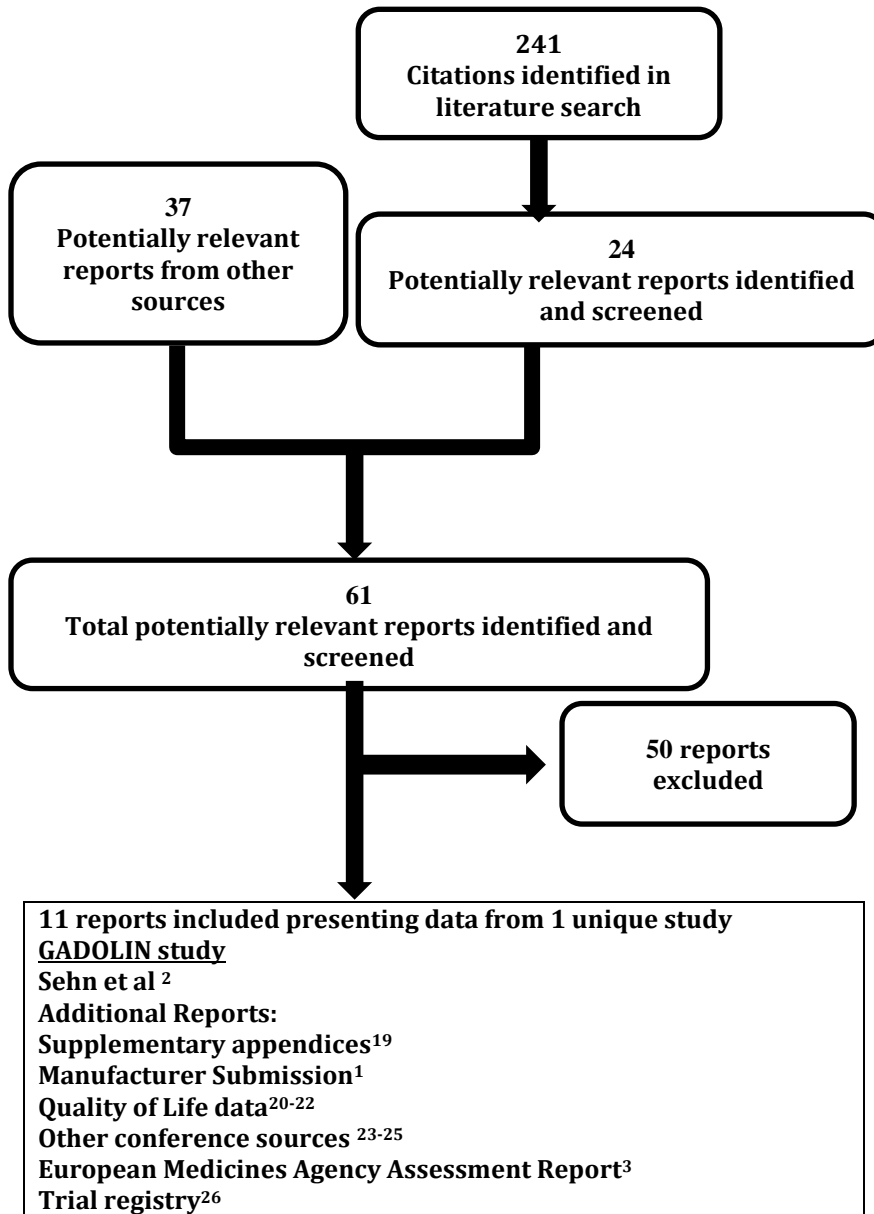 241
Citations identified in
literature search
37
Potentially relevant
reports from other
sources
24
Potentially relevant reports identified
and screened
61
Total potentially relevant reports identified and
screened
50 reports
excluded
11 reports included presenting data from 1 unique study
GADOLIN study
Sehn et al ²
Additional Reports:
Supplementary appendices¹⁹
Manufacturer Submission¹
Quality of Life data²⁰⁻²²
Other conference sources ²³⁻²⁵
European Medicines Agency Assessment Report³
Trial registry²⁶